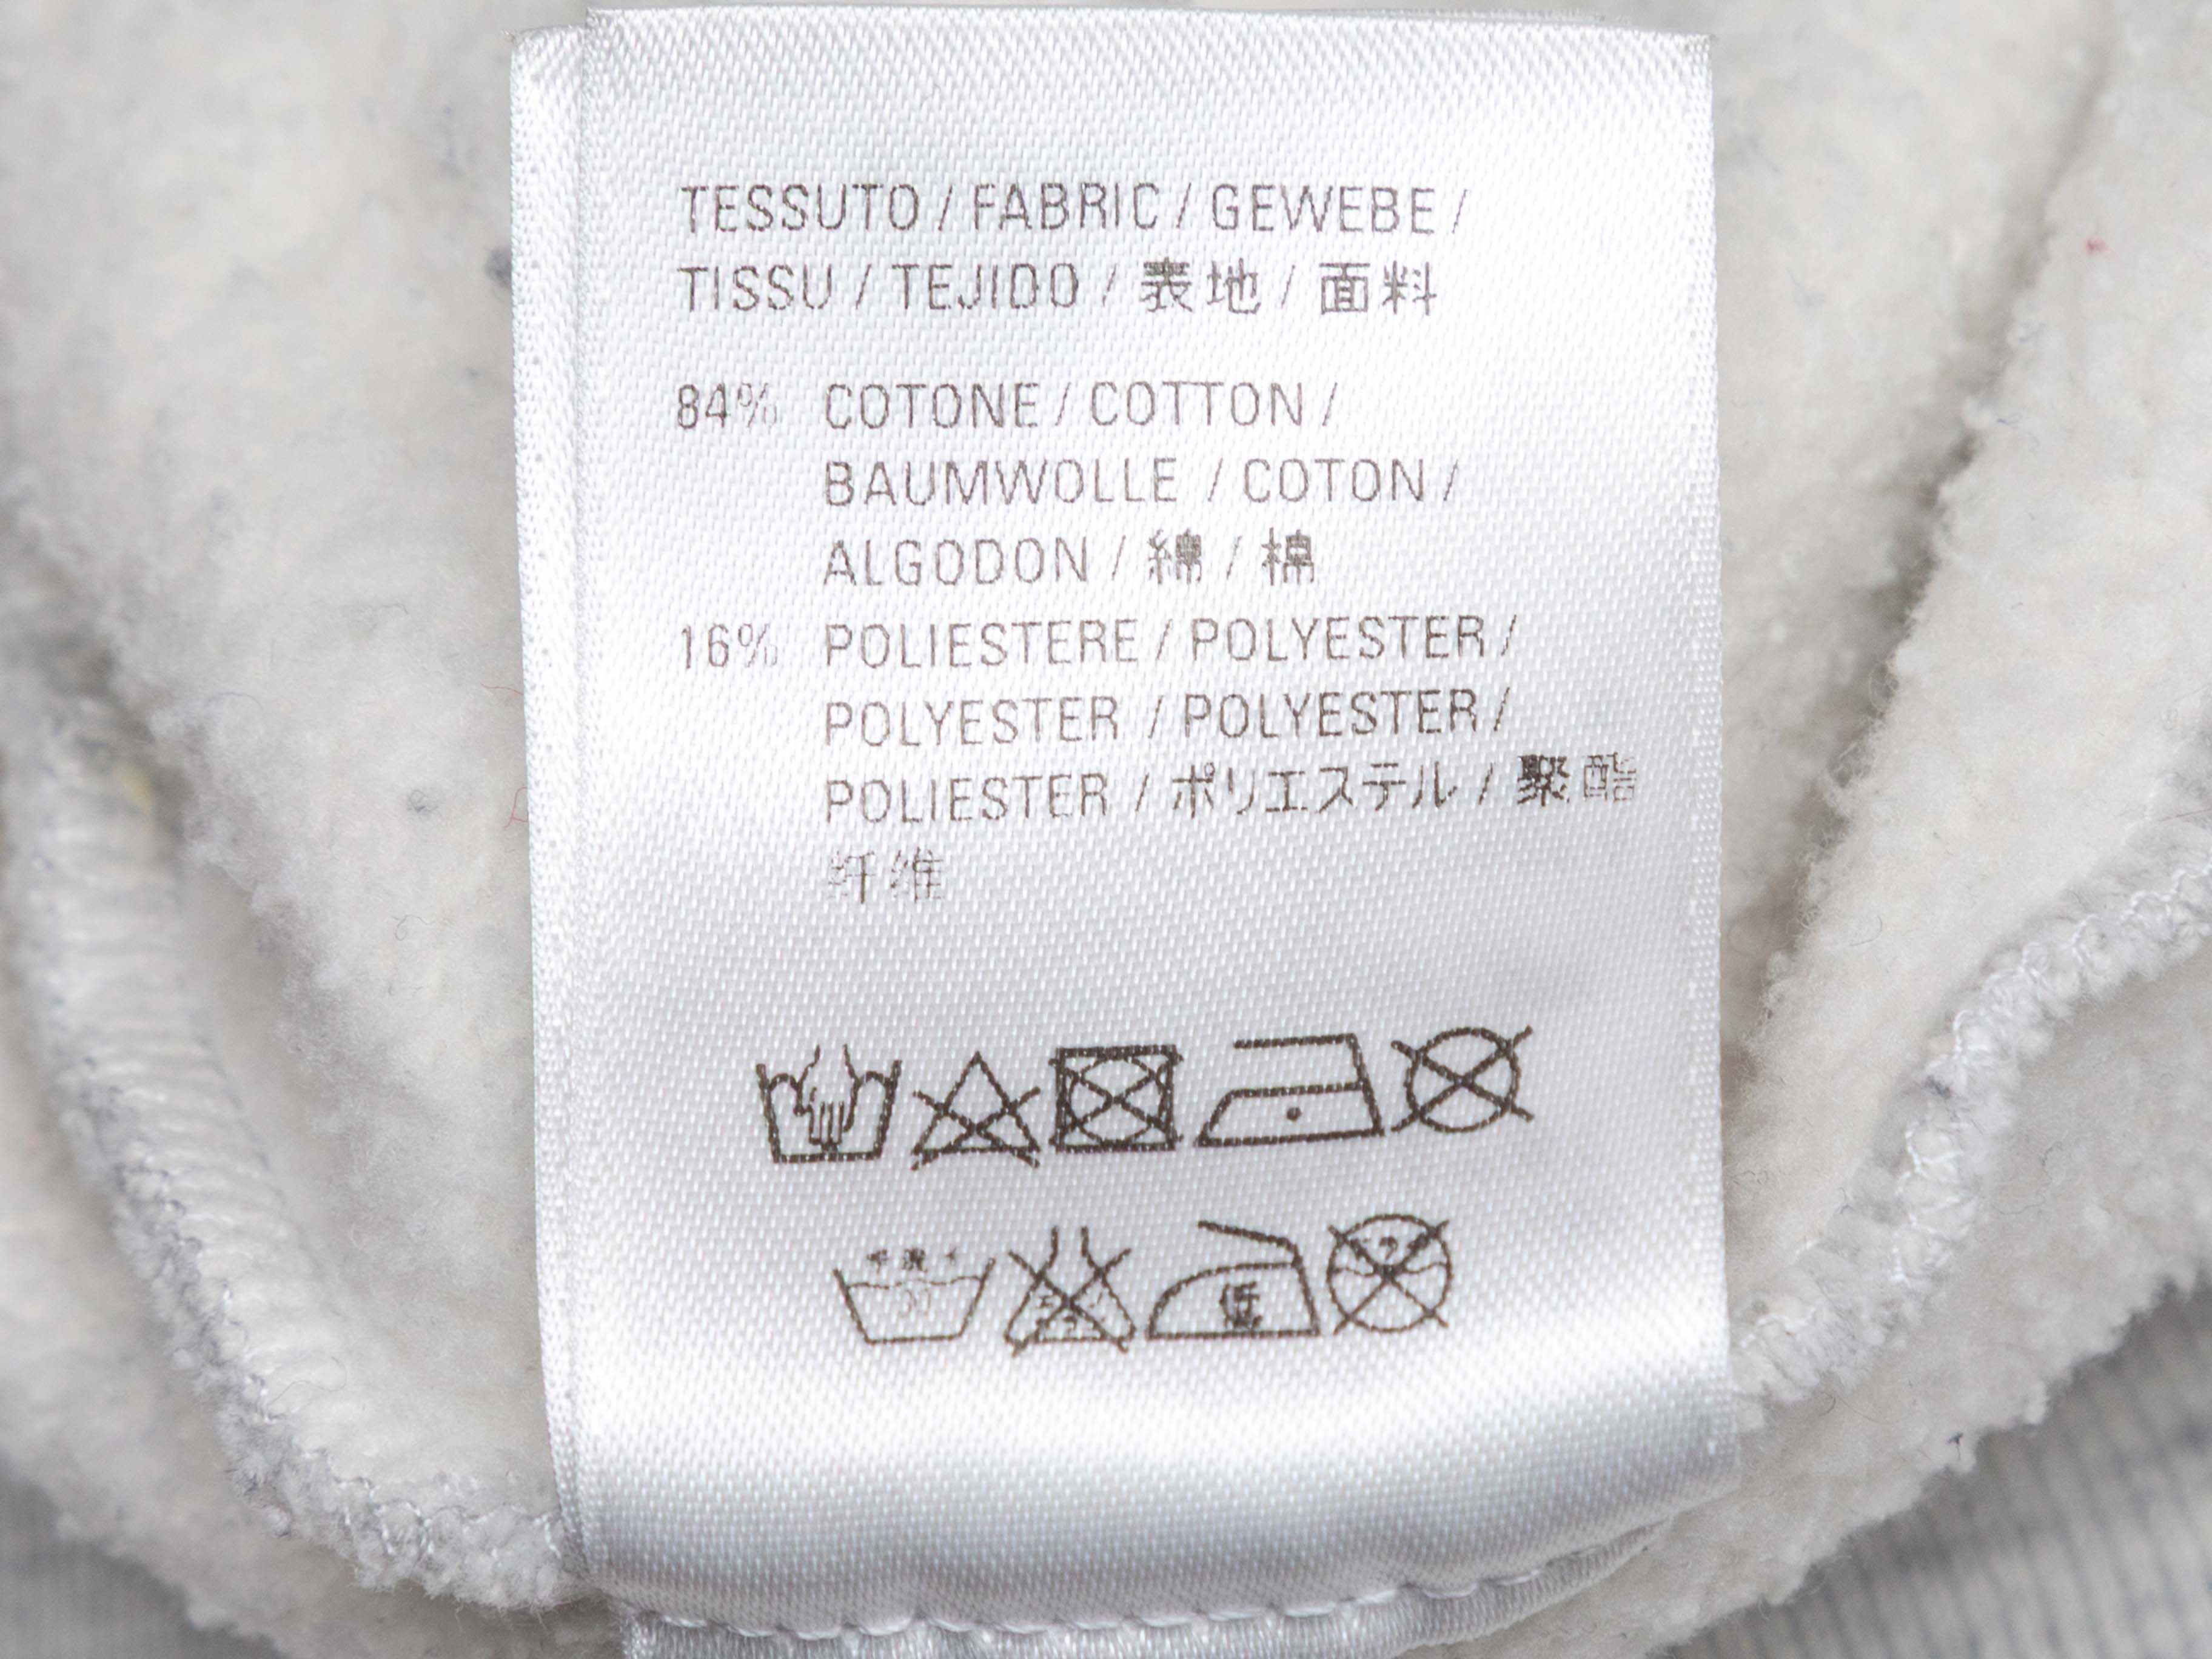 TESSUTO / FABRIC / GEWEBE /
TISSU / TEJIDO / 表地 / 面料
84% COTONE / COTTON /
BAUMWOLLE / COTON /
ALGODON / 綿 / 棉
16% POLIESTERE / POLYESTER /
POLYESTER / POLYESTER /
POLIESTER / ポリエステル / 聚酯
纤维
低